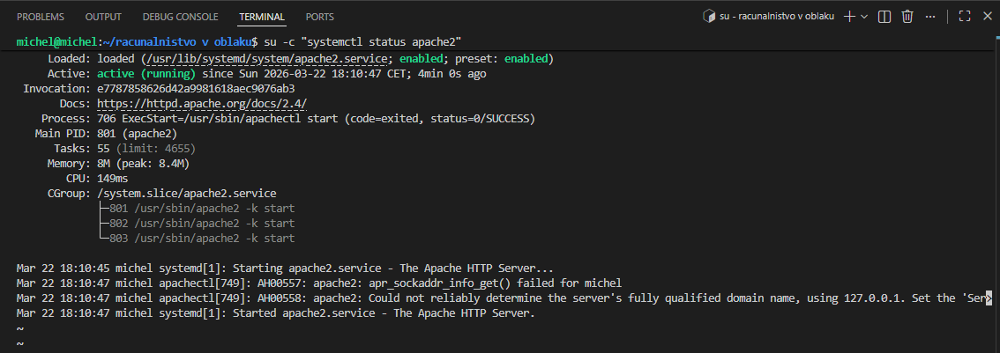 PROBLEMS OUTPUT DEBUG CONSOLE TERMINAL PORTS su - racunalnistvo v oblaku
michel@michel:~/racunalnistvo v oblaku$ su -c "systemctl status apache2"
Loaded: loaded (/usr/lib/systemd/system/apache2.service; enabled; preset: enabled)
Active: active (running) since Sun 2026-03-22 18:10:47 CET; 4min 0s ago
Invocation: e7787858626d42a9981618aec9076ab3
Docs: https://httpd.apache.org/docs/2.4/
Process: 706 ExecStart=/usr/sbin/apachectl start (code=exited, status=0/SUCCESS)
Main PID: 801 (apache2)
Tasks: 55 (limit: 4655)
Memory: 8M (peak: 8.4M)
CPU: 149ms
CGroup: /system.slice/apache2.service
├─801 /usr/sbin/apache2 -k start
├─802 /usr/sbin/apache2 -k start
└─803 /usr/sbin/apache2 -k start
Mar 22 18:10:45 michel systemd[1]: Starting apache2.service - The Apache HTTP Server...
Mar 22 18:10:47 michel apachectl[749]: AH00557: apache2: apr_sockaddr_info_get() failed for michel
Mar 22 18:10:47 michel apachectl[749]: AH00558: apache2: Could not reliably determine the server's fully qualified domain name, using 127.0.0.1. Set the 'Ser>
Mar 22 18:10:47 michel systemd[1]: Started apache2.service - The Apache HTTP Server.
~
~